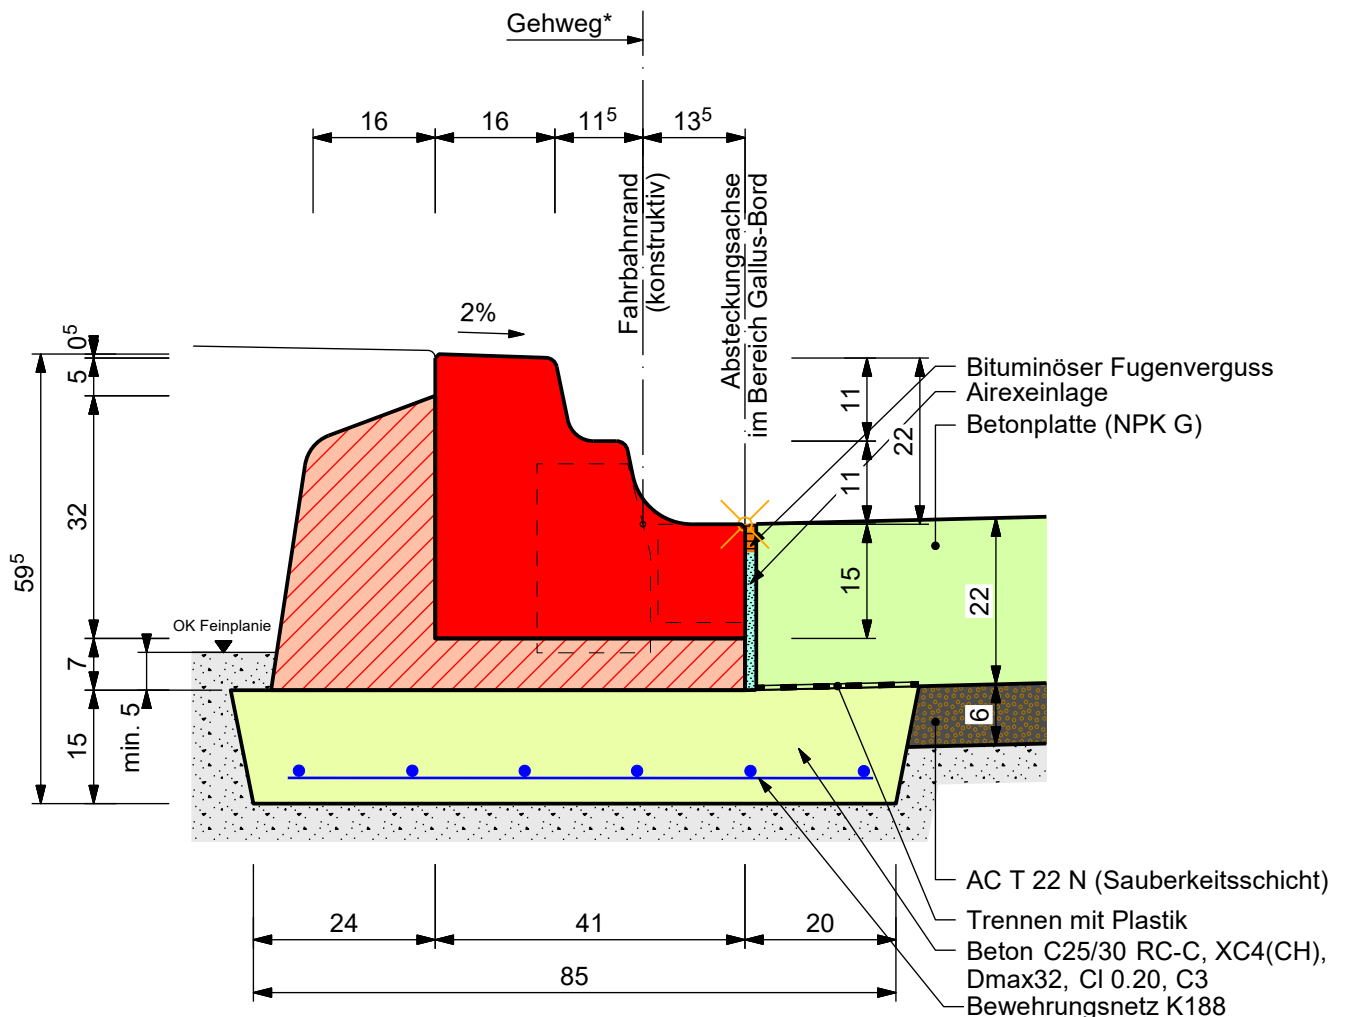 Gehweg*
16
16
11⁵
13⁵
Fahrbahnrand
(konstruktiv)
Absteckungsachse
im Bereich Gallus-Bord
2%
0⁵
5
32
59⁵
7
15
min. 5
OK Feinplanie
11
11
22
15
22
6
Bituminöser Fugenverguss
Airexeinlage
Betonplatte (NPK G)
AC T 22 N (Sauberkeitsschicht)
Trennen mit Plastik
Beton C25/30 RC-C, XC4(CH),
Dmax32, Cl 0.20, C3
Bewehrungsnetz K188
24
41
20
85